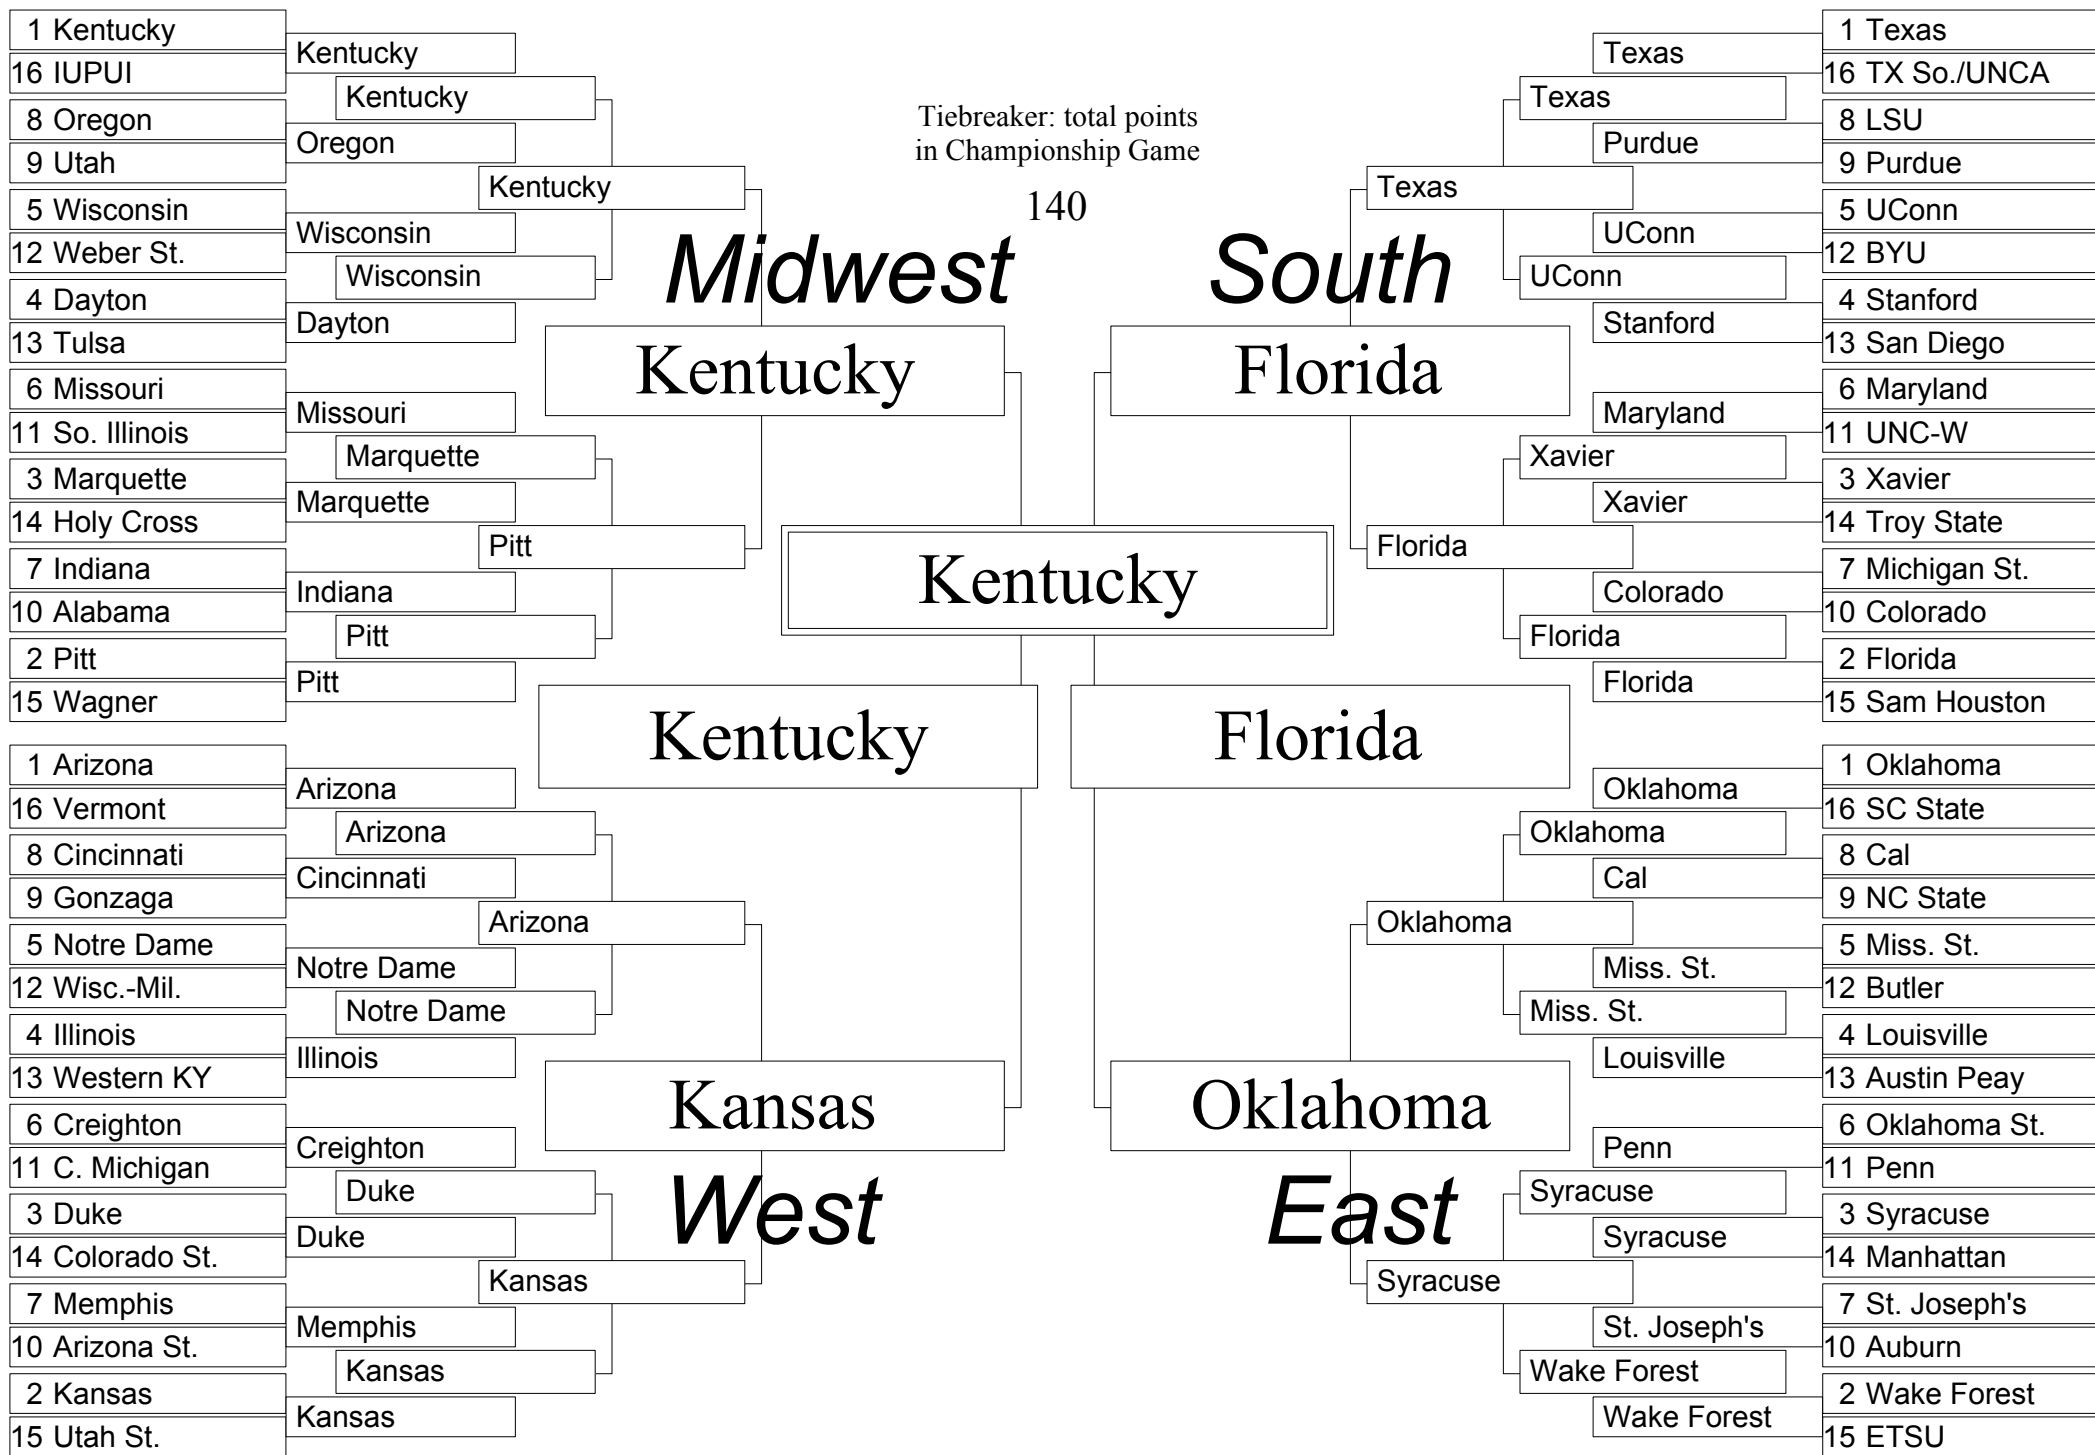 1 Kentucky
16 IUPUI
8 Oregon
9 Utah
5 Wisconsin
12 Weber St.
4 Dayton
13 Tulsa
6 Missouri
11 So. Illinois
3 Marquette
14 Holy Cross
7 Indiana
10 Alabama
2 Pitt
15 Wagner
Kentucky
Oregon
Wisconsin
Dayton
Missouri
Marquette
Indiana
Pitt
Kentucky
Wisconsin
Marquette
Pitt
Kentucky
Pitt
Midwest
Kentucky
1 Arizona
16 Vermont
8 Cincinnati
9 Gonzaga
5 Notre Dame
12 Wisc.-Mil.
4 Illinois
13 Western KY
6 Creighton
11 C. Michigan
3 Duke
14 Colorado St.
7 Memphis
10 Arizona St.
2 Kansas
15 Utah St.
Arizona
Cincinnati
Notre Dame
Illinois
Creighton
Duke
Memphis
Kansas
Arizona
Notre Dame
Duke
Kansas
Arizona
Kansas
Kansas
West
Tiebreaker: total points
in Championship Game
140
Kentucky
Kentucky
Florida
South
Florida
Texas
Florida
Texas
UConn
Xavier
Florida
Texas
Purdue
UConn
Stanford
Maryland
Xavier
Colorado
Florida
1 Texas
16 TX So./UNCA
8 LSU
9 Purdue
5 UConn
12 BYU
4 Stanford
13 San Diego
6 Maryland
11 UNC-W
3 Xavier
14 Troy State
7 Michigan St.
10 Colorado
2 Florida
15 Sam Houston
Oklahoma
East
Oklahoma
Syracuse
Oklahoma
Miss. St.
Syracuse
Wake Forest
Oklahoma
Cal
Miss. St.
Louisville
Penn
Syracuse
St. Joseph's
Wake Forest
1 Oklahoma
16 SC State
8 Cal
9 NC State
5 Miss. St.
12 Butler
4 Louisville
13 Austin Peay
6 Oklahoma St.
11 Penn
3 Syracuse
14 Manhattan
7 St. Joseph's
10 Auburn
2 Wake Forest
15 ETSU